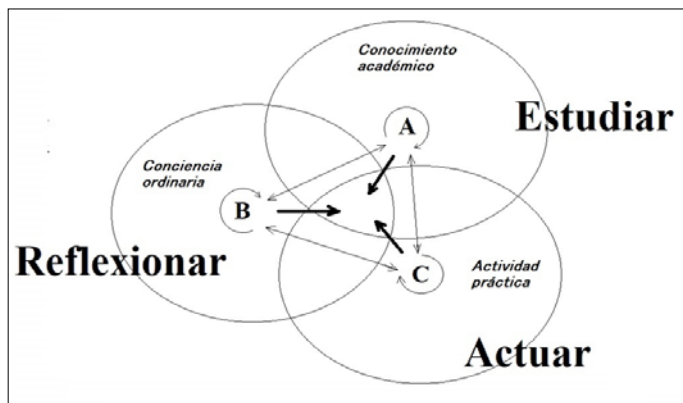 Conocimiento
académico
A
Estudiar
Conciencia
ordinaria
B
Reflexionar
C
Actividad
práctica
Actuar